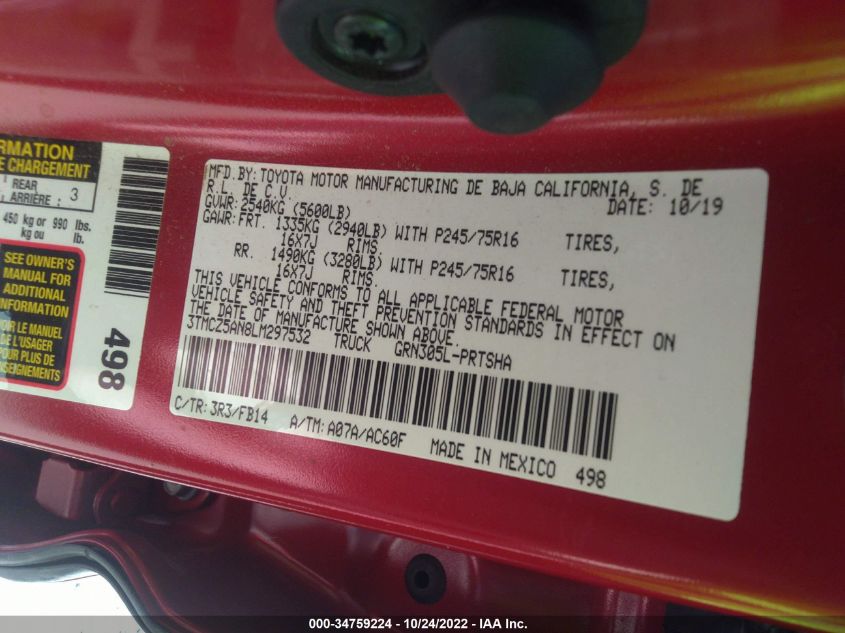 RMATION
E CHARGEMENT
REAR
ARRIÈRE : 3
450 kg or 990 lbs.
kg ou lb.
SEE OWNER'S
MANUAL FOR
ADDITIONAL
INFORMATION
OIR LE MANUEL
DE L'USAGER
NSEIGNEMENTS
498
MFD.BY:TOYOTA MOTOR MANUFACTURING DE BAJA CALIFORNIA, S. DE
R.L. DE C.V. DATE: 10/19
GVWR: 2540KG (5600LB)
GAWR:FRT. 1335KG (2940LB) WITH P245/75R16 TIRES,
16X7J RIMS
RR. 1490KG (3280LB) WITH P245/75R16 TIRES,
16X7J RIMS.
THIS VEHICLE CONFORMS TO ALL APPLICABLE FEDERAL MOTOR
VEHICLE SAFETY AND THEFT PREVENTION STANDARDS IN EFFECT ON
THE DATE OF MANUFACTURE SHOWN ABOVE.
3TMCZ5AN8LM297532 TRUCK GRN305L-PRTSHA
C/TR:3R3/FB14 A/TM:A07A/AC60F MADE IN MEXICO 498
000-34759224 - 10/24/2022 - IAA Inc.